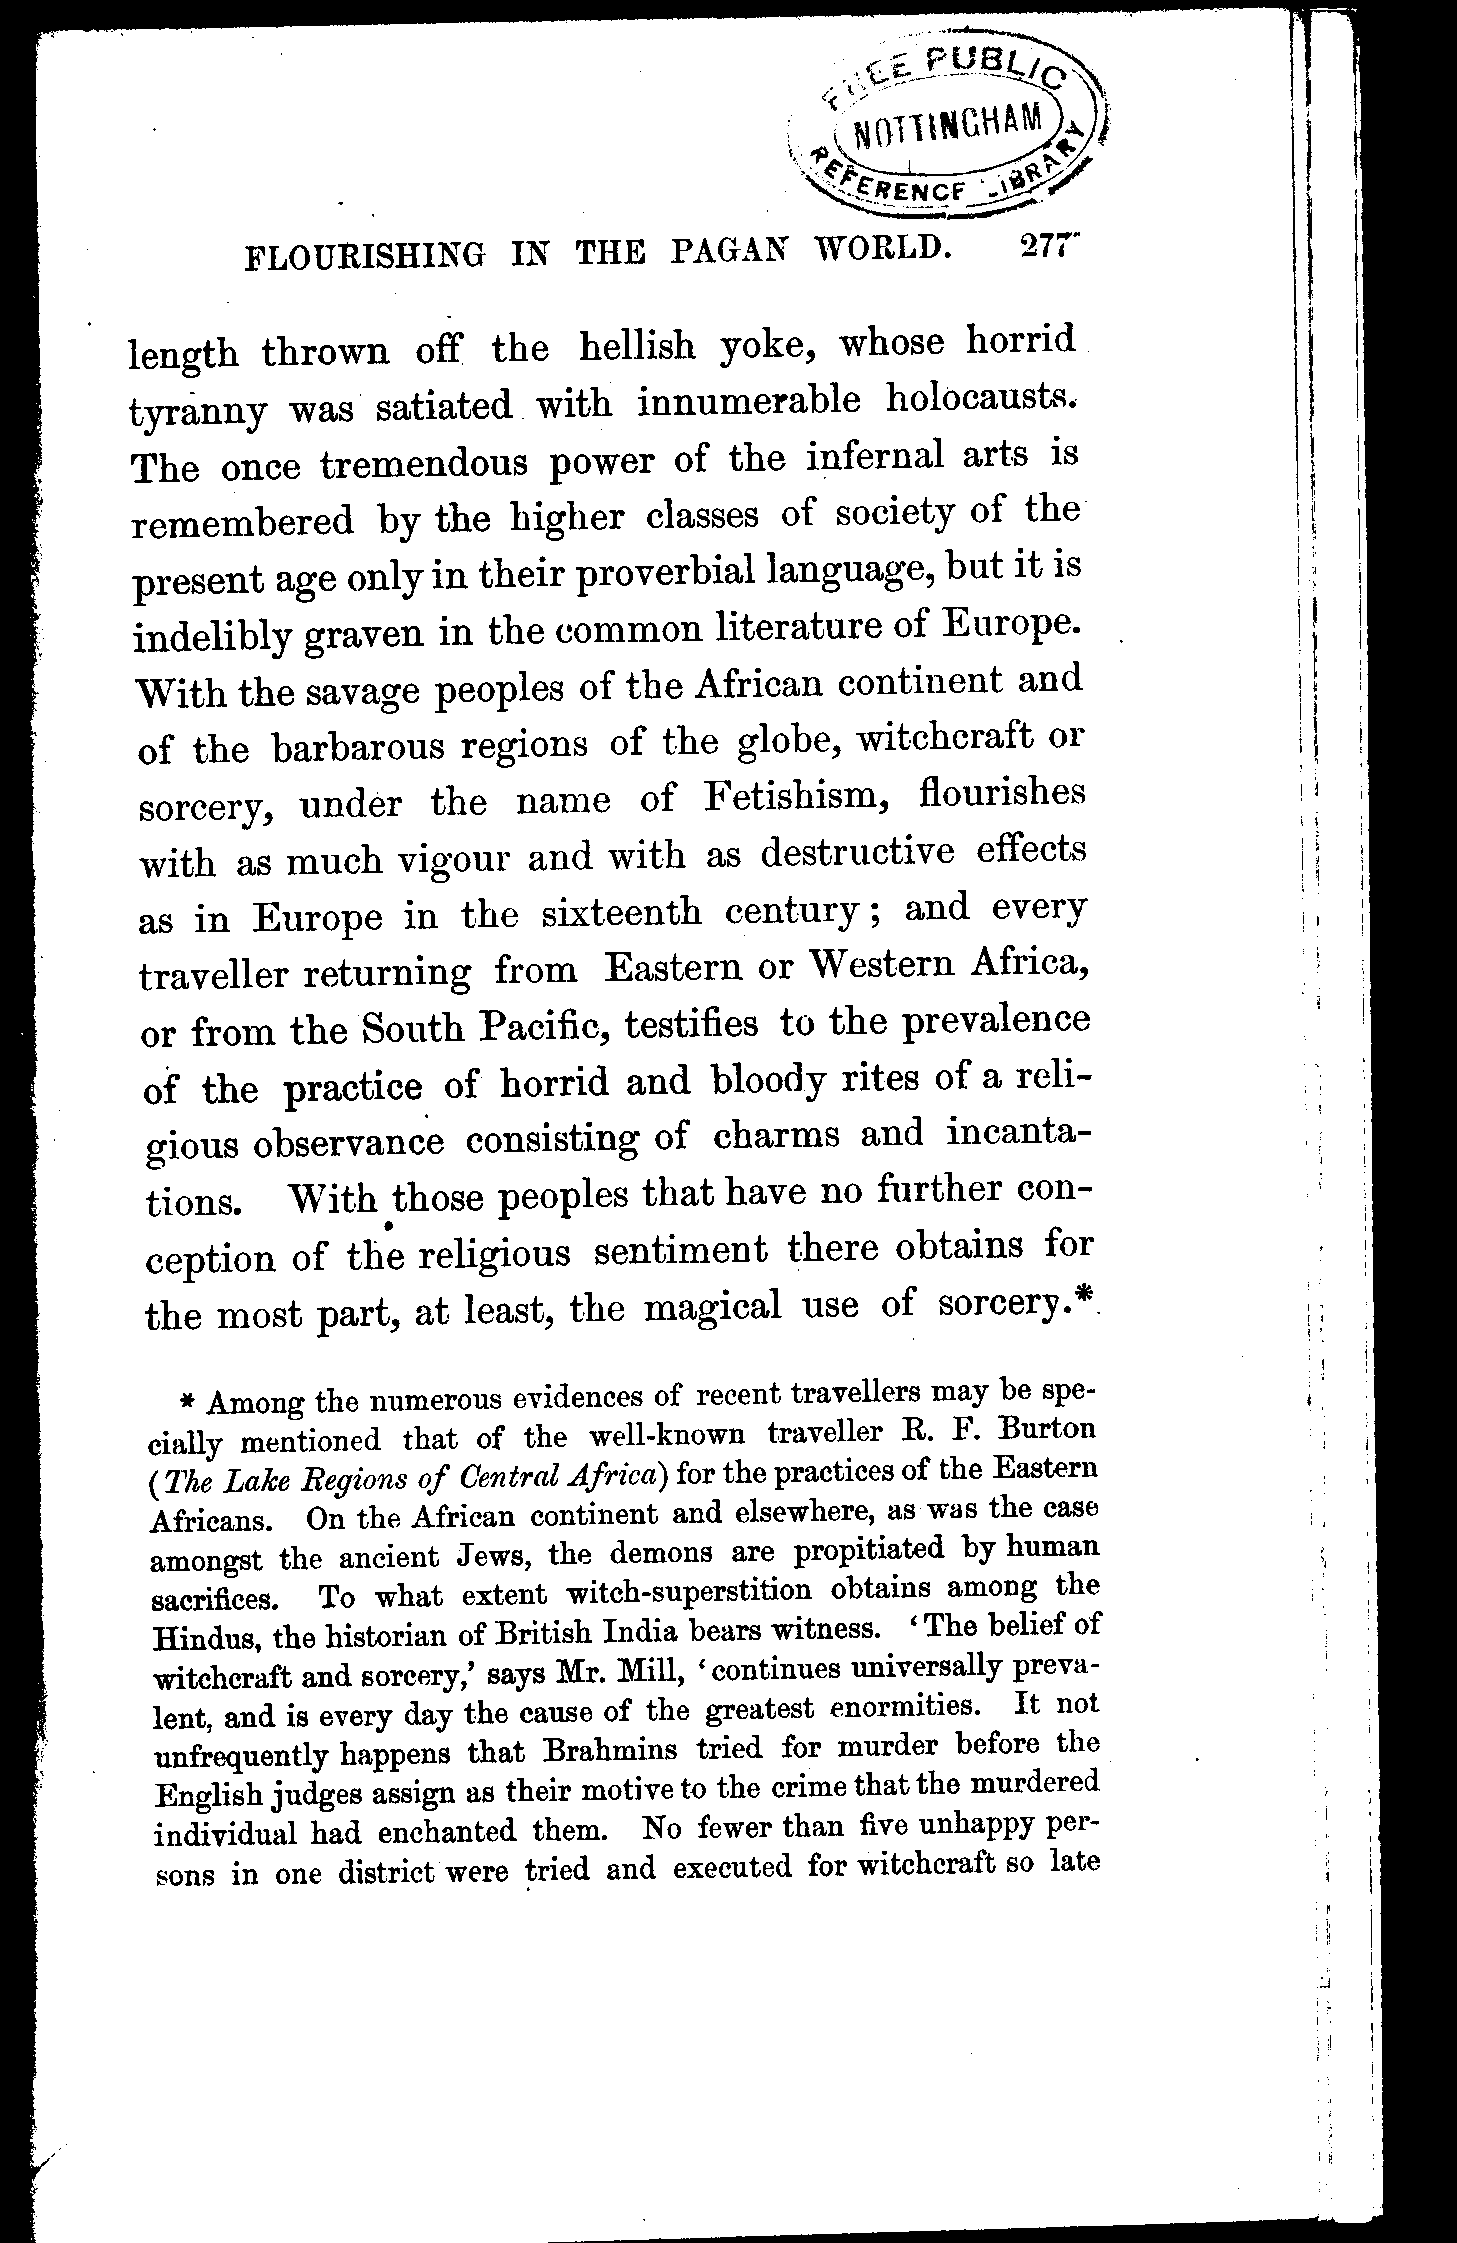 FREE PUBLIC
NOTTINGHAM
REFERENCE LIBRARY
FLOURISHING IN THE PAGAN WORLD. 277
length thrown off the hellish yoke, whose horrid
tyranny was satiated with innumerable holocausts.
The once tremendous power of the infernal arts is
remembered by the higher classes of society of the
present age only in their proverbial language, but it is
indelibly graven in the common literature of Europe.
With the savage peoples of the African continent and
of the barbarous regions of the globe, witchcraft or
sorcery, under the name of Fetishism, flourishes
with as much vigour and with as destructive effects
as in Europe in the sixteenth century; and every
traveller returning from Eastern or Western Africa,
or from the South Pacific, testifies to the prevalence
of the practice of horrid and bloody rites of a reli-
gious observance consisting of charms and incanta-
tions. With those peoples that have no further con-
ception of the religious sentiment there obtains for
the most part, at least, the magical use of sorcery.*
* Among the numerous evidences of recent travellers may be spe-
cially mentioned that of the well-known traveller R. F. Burton
(The Lake Regions of Central Africa) for the practices of the Eastern
Africans. On the African continent and elsewhere, as was the case
amongst the ancient Jews, the demons are propitiated by human
sacrifices. To what extent witch-superstition obtains among the
Hindus, the historian of British India bears witness. ‘The belief of
witchcraft and sorcery,’ says Mr. Mill, ‘continues universally preva-
lent, and is every day the cause of the greatest enormities. It not
unfrequently happens that Brahmins tried for murder before the
English judges assign as their motive to the crime that the murdered
individual had enchanted them. No fewer than five unhappy per-
sons in one district were tried and executed for witchcraft so late